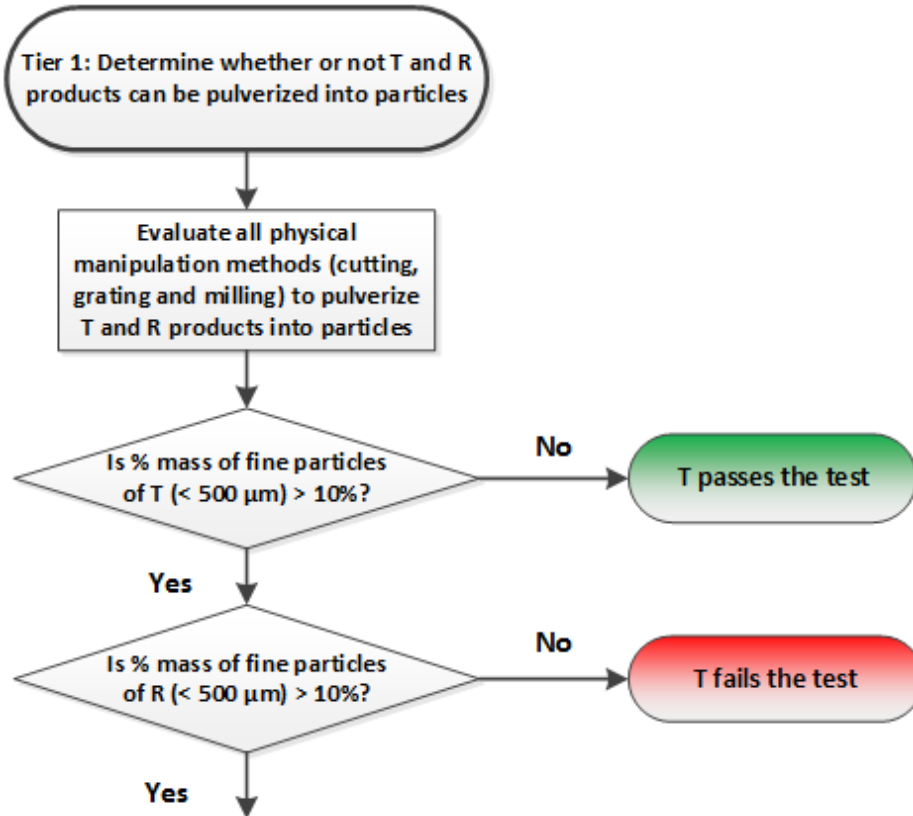 Tier 1: Determine whether or not T and R
products can be pulverized into particles
Evaluate all physical
manipulation methods (cutting,
grating and milling) to pulverize
T and R products into particles
Is % mass of fine particles
of T (< 500 µm) > 10%?
No
T passes the test
Yes
Is % mass of fine particles
of R (< 500 µm) > 10%?
No
T fails the test
Yes